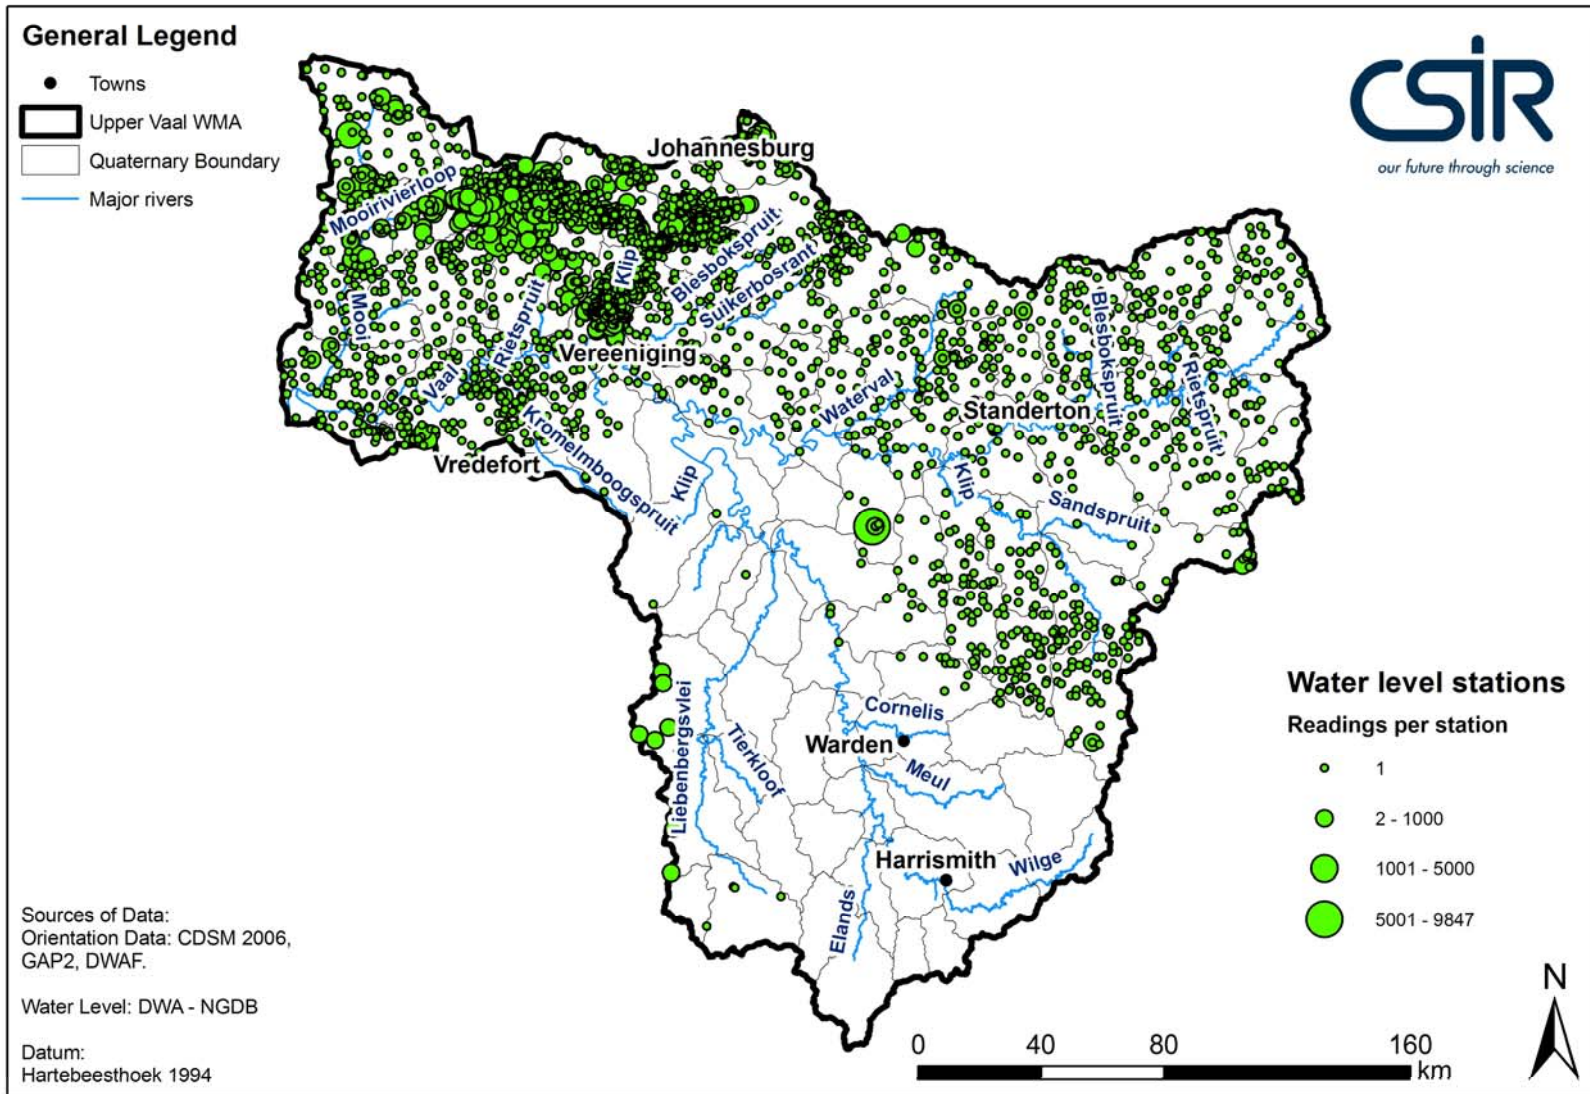 General Legend
Towns
Upper Vaal WMA
Quaternary Boundary
Major rivers
CSIR
our future through science
Johannesburg
Mooirivierloop
Blesbokspruit
Klip
Suikerbosrant
Mooi
Rietspruit
Blesbokspruit
Vereeniging
Vaal
Waterval
Rietspruit
Standerton
Kromelmboogspruit
Vredefort
Klip
Klip
Sandspruit
Water level stations
Readings per station
1
2 - 1000
1001 - 5000
5001 - 9847
Cornelis
Liebenbergsvlei
Tierkloof
Warden
Meul
Harrismith
Wilge
Elands
Sources of Data:
Orientation Data: CDSM 2006,
GAP2, DWAF.
Water Level: DWA - NGDB
Datum:
Hartebeesthoek 1994
N
0 40 80 160
km